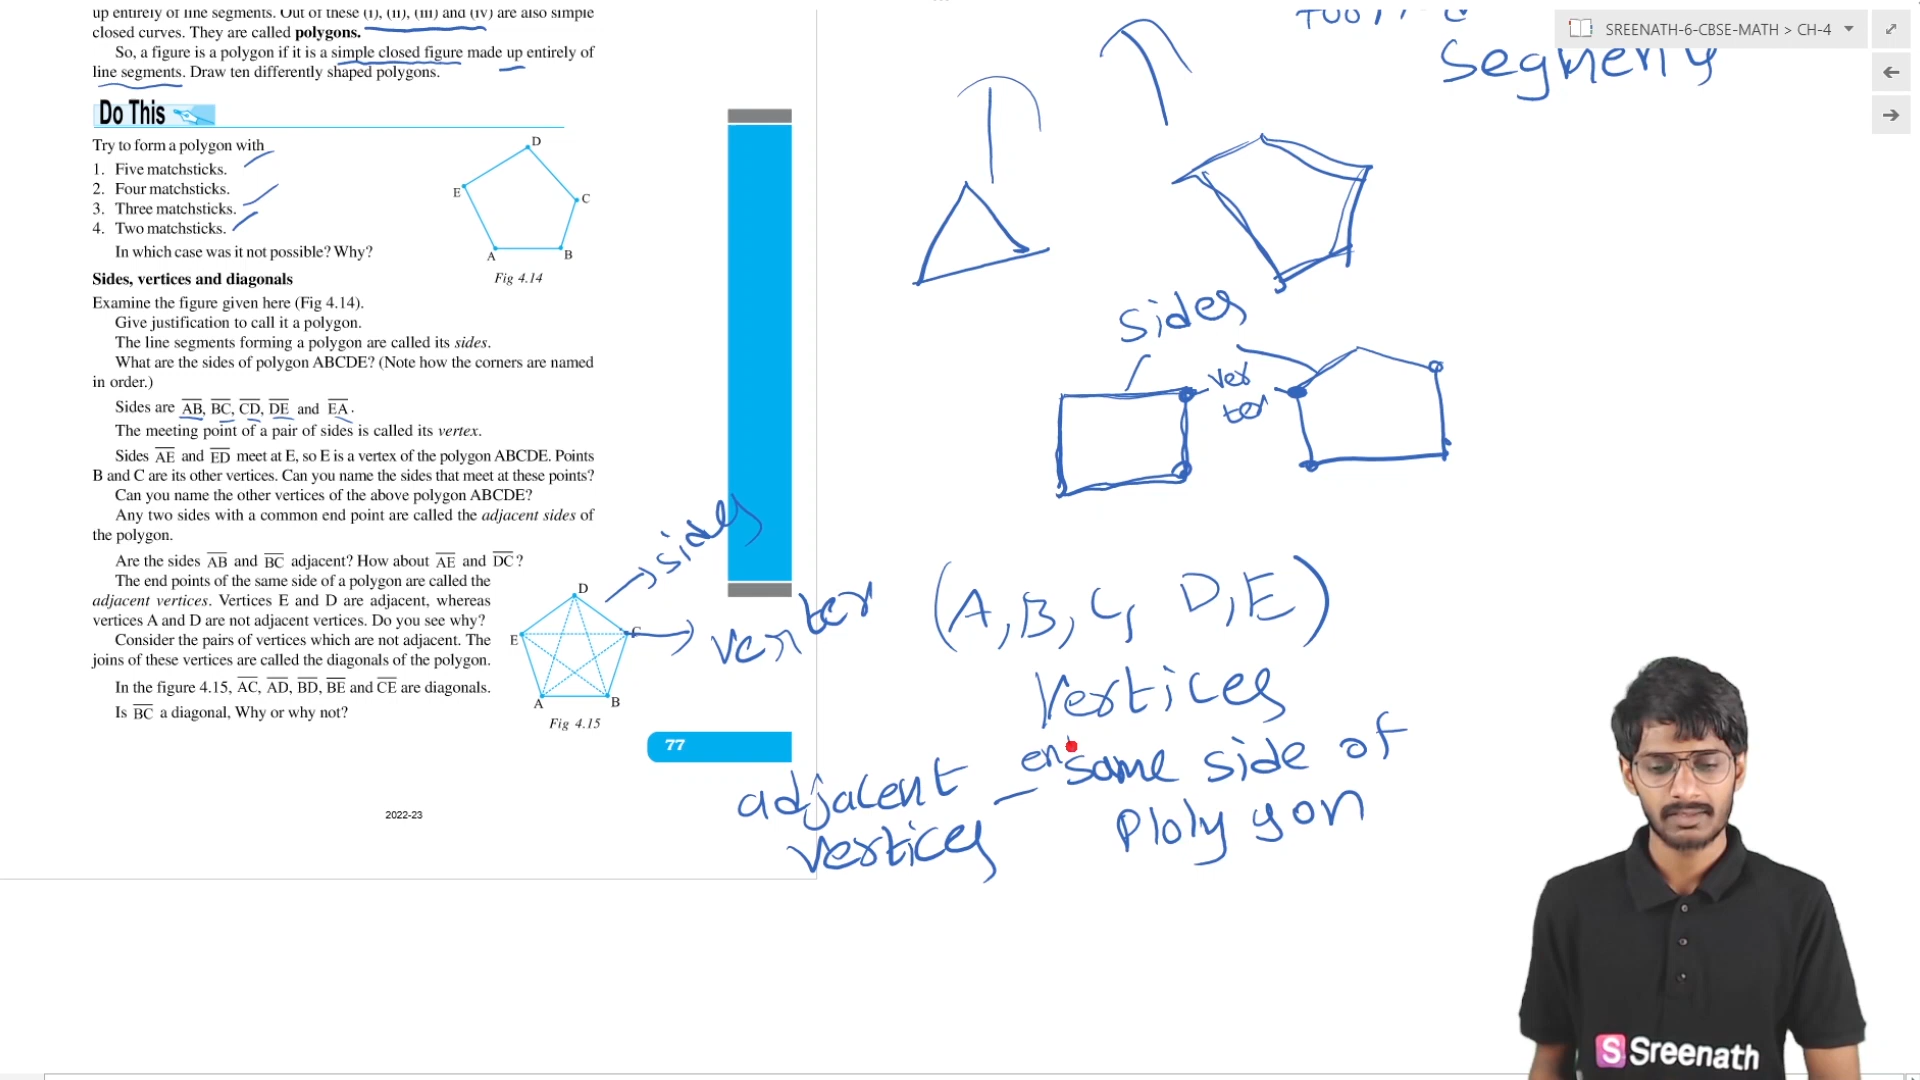 up entirely of line segments. Out of these (i), (ii), (iii) and (iv) are also simple
closed curves. They are called polygons.
So, a figure is a polygon if it is a simple closed figure made up entirely of
line segments. Draw ten differently shaped polygons.
Do This
Try to form a polygon with
1. Five matchsticks.
2. Four matchsticks.
3. Three matchsticks.
4. Two matchsticks.
In which case was it not possible? Why?
D
E
C
A
B
Fig 4.14
Sides, vertices and diagonals
Examine the figure given here (Fig 4.14).
Give justification to call it a polygon.
The line segments forming a polygon are called its sides.
What are the sides of polygon ABCDE? (Note how the corners are named
in order.)
Sides are AB, BC, CD, DE and EA.
The meeting point of a pair of sides is called its vertex.
Sides AE and ED meet at E, so E is a vertex of the polygon ABCDE. Points
B and C are its other vertices. Can you name the sides that meet at these points?
Can you name the other vertices of the above polygon ABCDE?
Any two sides with a common end point are called the adjacent sides of
the polygon.
Are the sides AB and BC adjacent? How about AE and DC?
The end points of the same side of a polygon are called the
adjacent vertices. Vertices E and D are adjacent, whereas
vertices A and D are not adjacent vertices. Do you see why?
Consider the pairs of vertices which are not adjacent. The
joins of these vertices are called the diagonals of the polygon.
In the figure 4.15, AC, AD, BD, BE and CE are diagonals.
Is BC a diagonal, Why or why not?
D
E
C
A
B
Fig 4.15
77
2022-23
SREENATH-6-CBSE-MATH > CH-4
sides
sides
(A, B, C, D, E)
Vertices
adjacent
vertices
same side of
Plolygon
Sreenath